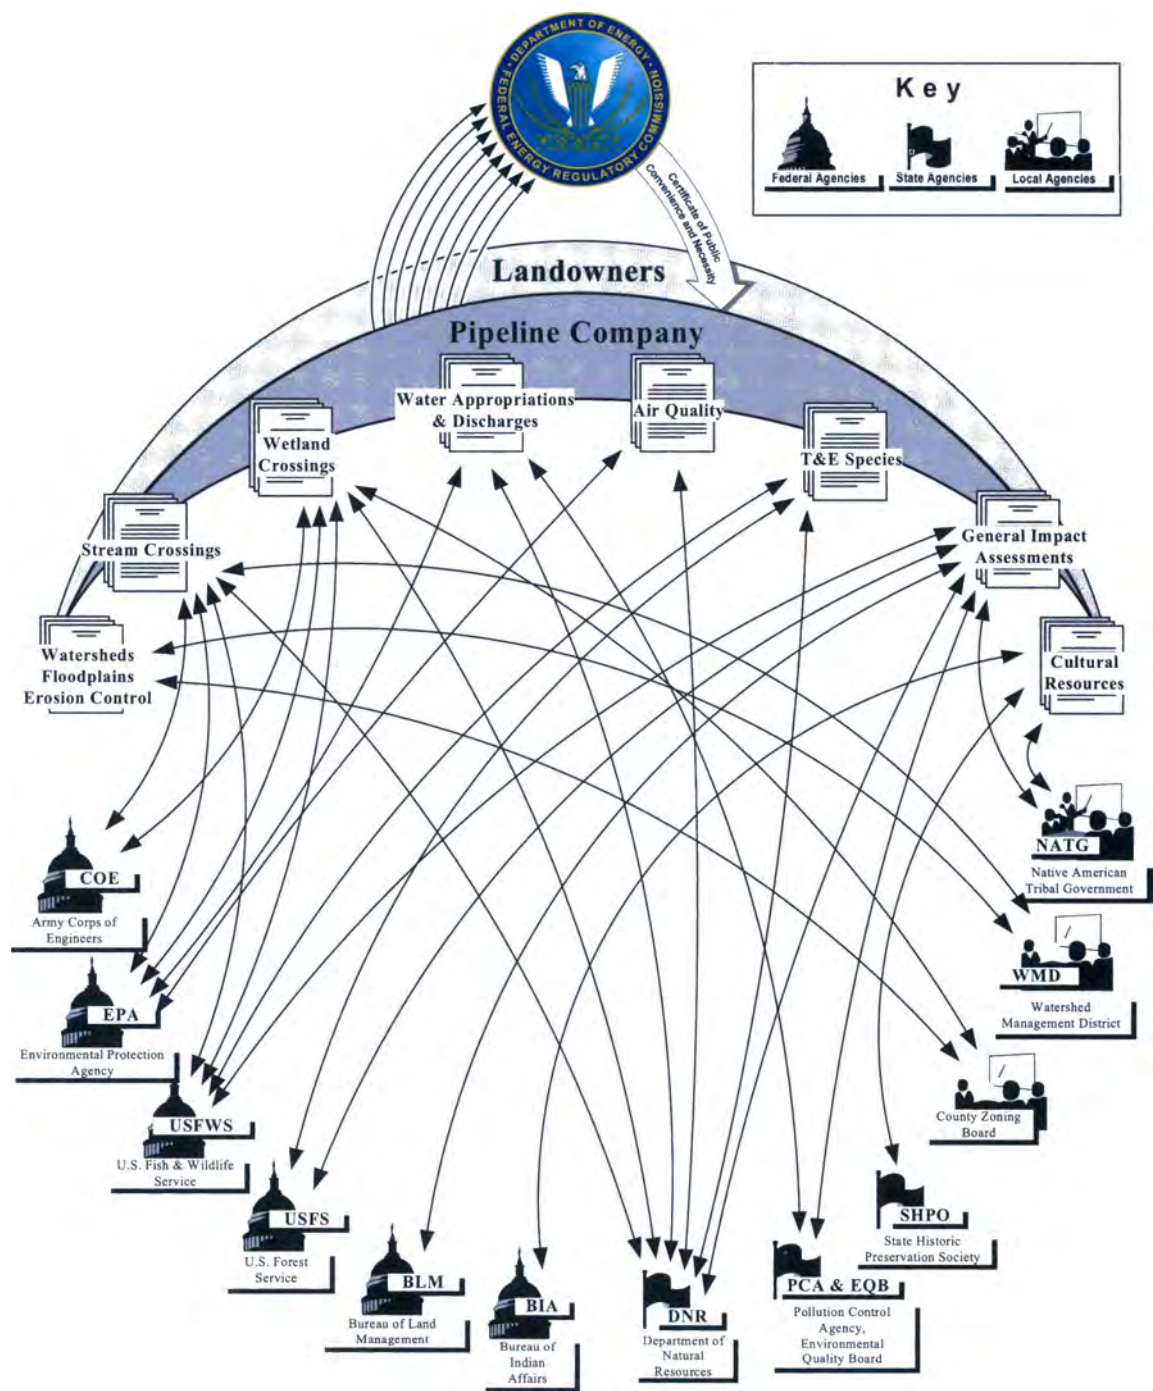 DEPARTMENT OF ENERGY
FEDERAL ENERGY REGULATORY COMMISSION
Key
Federal Agencies
State Agencies
Local Agencies
Certificate of Public
Convenience and Necessity
Landowners
Pipeline Company
Water Appropriations
& Discharges
Air Quality
Wetland
Crossings
T&E Species
Stream Crossings
General Impact
Assessments
Watersheds
Floodplains
Erosion Control
Cultural
Resources
NATG
Native American
Tribal Government
COE
Army Corps of
Engineers
WMD
Watershed
Management District
EPA
Environmental Protection
Agency
County Zoning
Board
USFWS
U.S. Fish & Wildlife
Service
SHPO
State Historic
Preservation Society
USFS
U.S. Forest
Service
BLM
Bureau of Land
Management
BIA
Bureau of
Indian
Affairs
DNR
Department of
Natural
Resources
PCA & EQB
Pollution Control
Agency,
Environmental
Quality Board